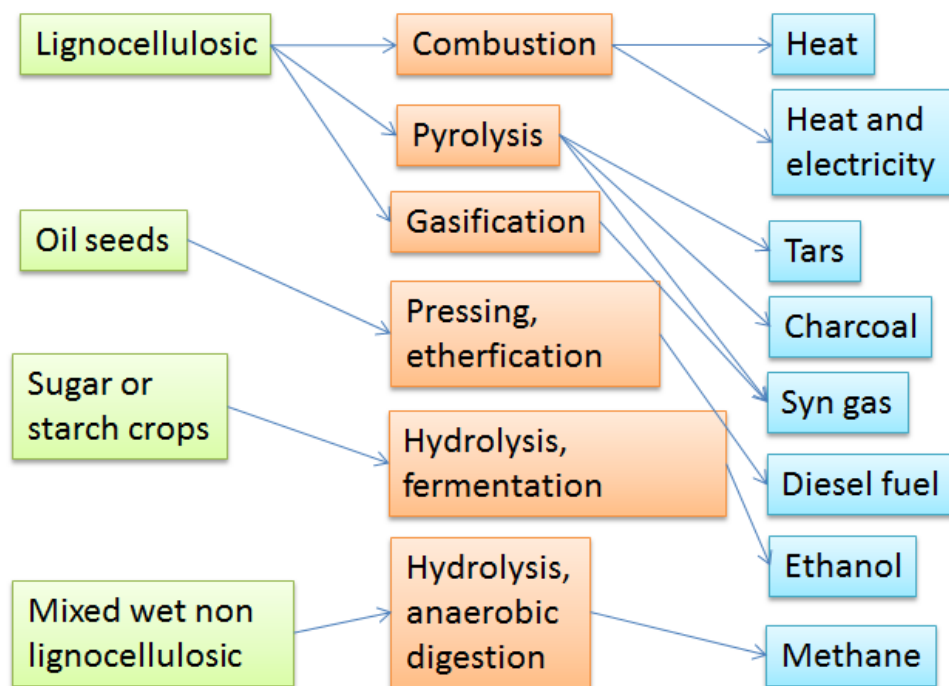 Lignocellulosic
Combustion
Heat
Pyrolysis
Heat and
electricity
Gasification
Oil seeds
Tars
Pressing,
etherfication
Charcoal
Sugar or
starch crops
Syn gas
Hydrolysis,
fermentation
Diesel fuel
Ethanol
Mixed wet non
lignocellulosic
Hydrolysis,
anaerobic
digestion
Methane